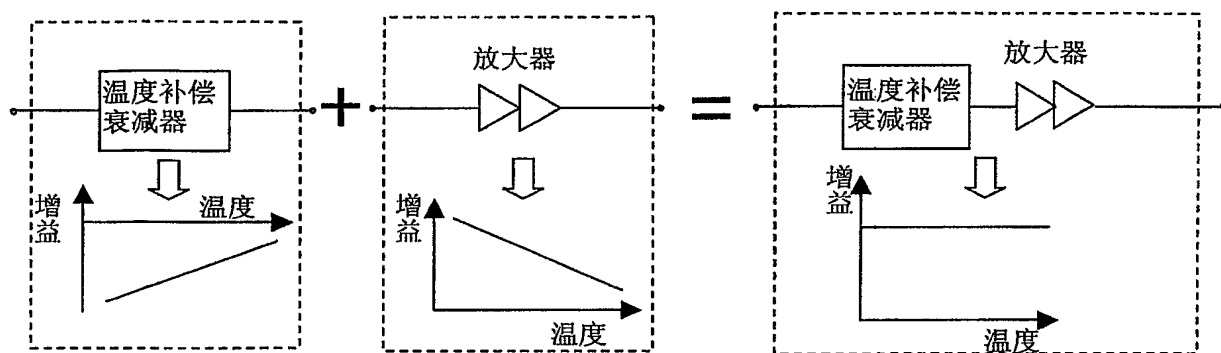 温度补偿
衰减器
增
益
温度
+
放大器
增
益
温度
=
温度补偿
衰减器
放大器
增
益
温度